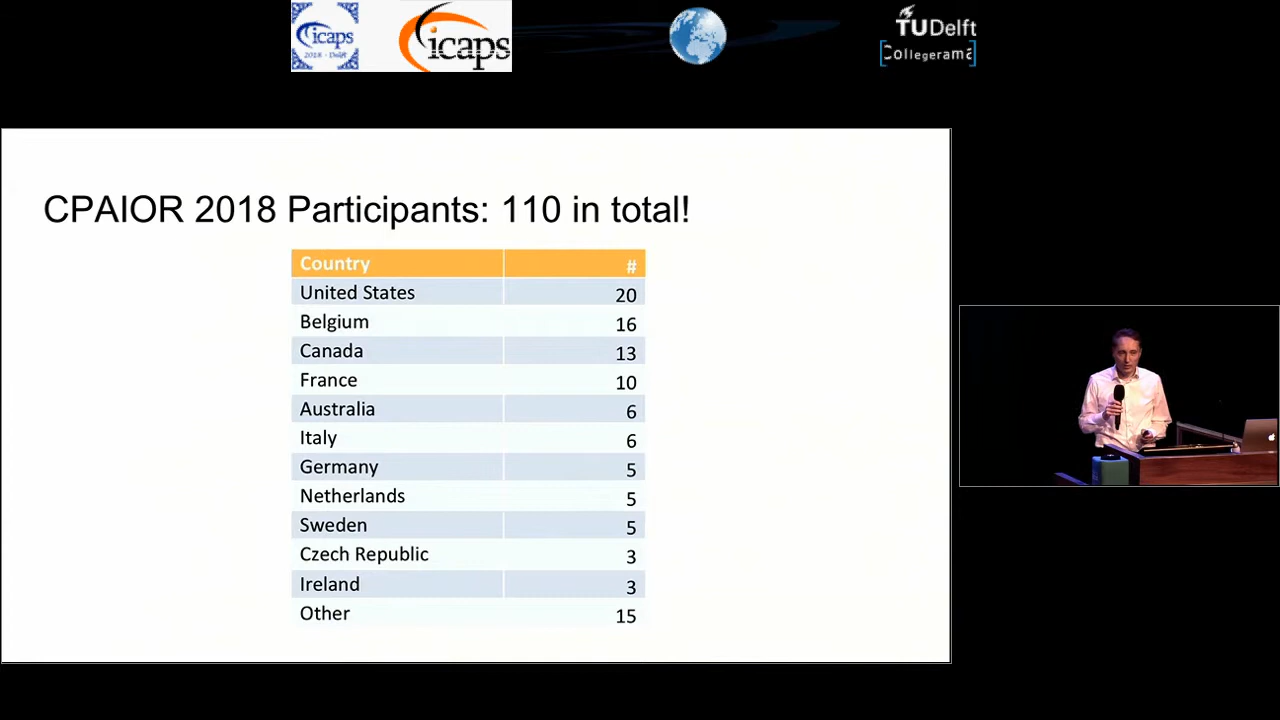 icaps
2018 - Delft
icaps
TUDelft
Collegerama
CPAIOR 2018 Participants: 110 in total!
Country #
United States 20
Belgium 16
Canada 13
France 10
Australia 6
Italy 6
Germany 5
Netherlands 5
Sweden 5
Czech Republic 3
Ireland 3
Other 15